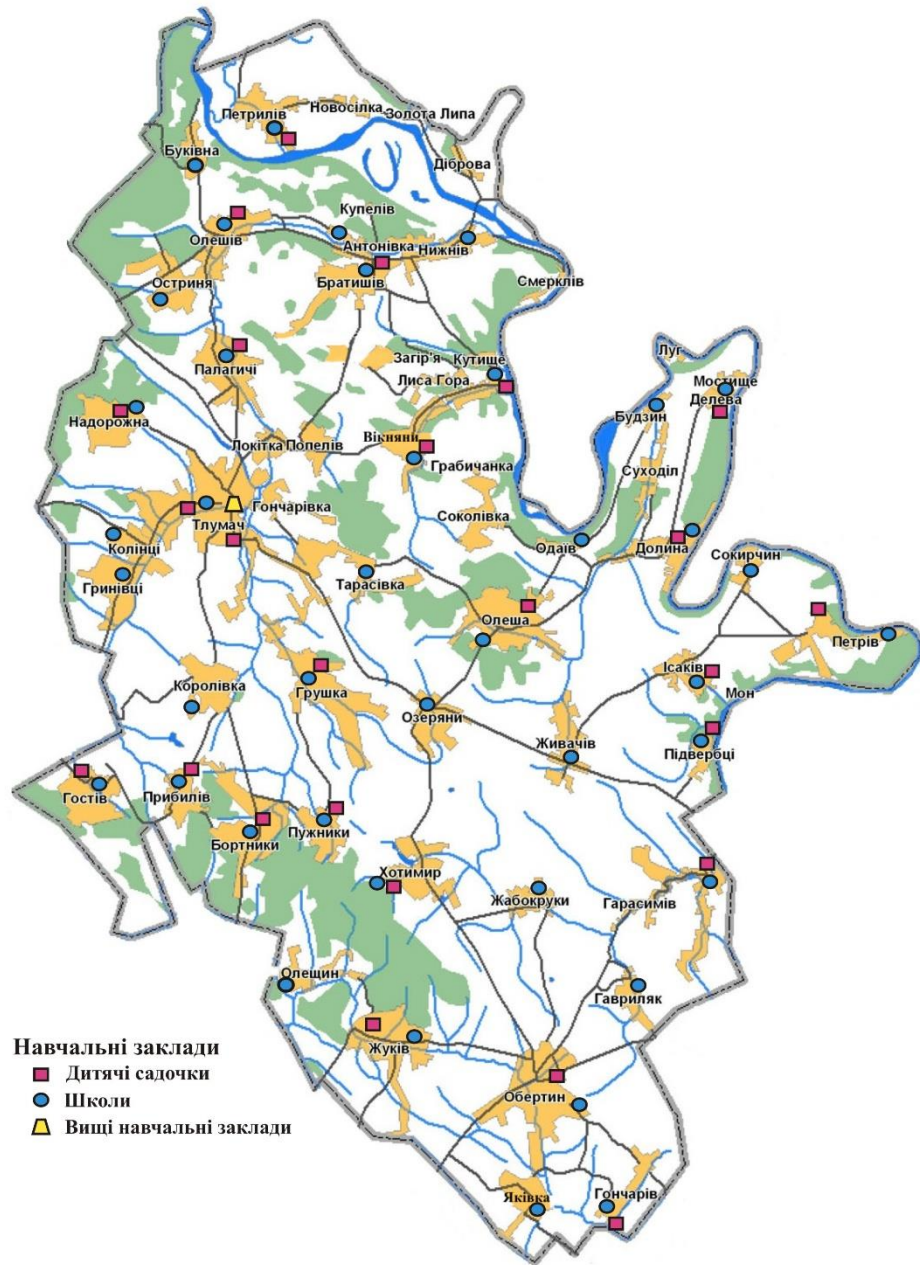 Петрилів
Новосілка
Золота Липа
Буківна
Діброва
Купелів
Олешів
Антонівка
Нижнів
Остриня
Братишів
Смерклів
Палагичі
Загір'я
Кутище
Лиса Гора
Луг
Мостище
Делева
Надорожна
Будзин
Локітка
Попелів
Вікняни
Грабичанка
Суходіл
Гончарівка
Соколівка
Тлумач
Колінці
Одаїв
Долина
Сокирчин
Гринівці
Тарасівка
Олеша
Петрів
Королівка
Грушка
Ісаків
Мон
Озеряни
Живачів
Підвербці
Гостів
Прибилів
Бортники
Пужники
Хотимир
Жабокруки
Гарасимів
Олещин
Гавриляк
Жуків
Обертин
Яківка
Гончарів
Навчальні заклади
Дитячі садочки
Школи
Вищі навчальні заклади